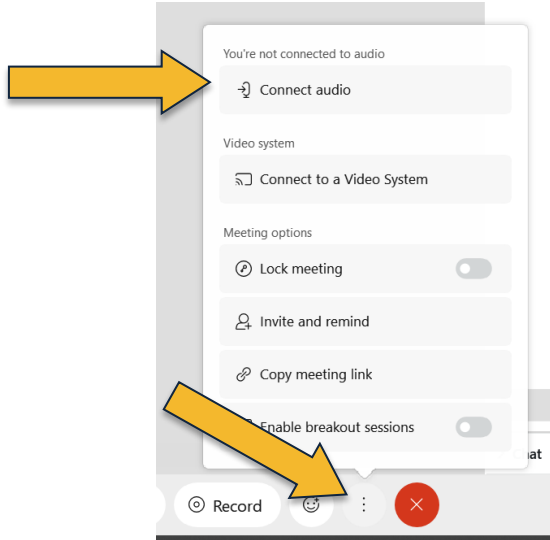 You're not connected to audio
Connect audio
Video system
Connect to a Video System
Meeting options
Lock meeting
Invite and remind
Copy meeting link
Enable breakout sessions
Record